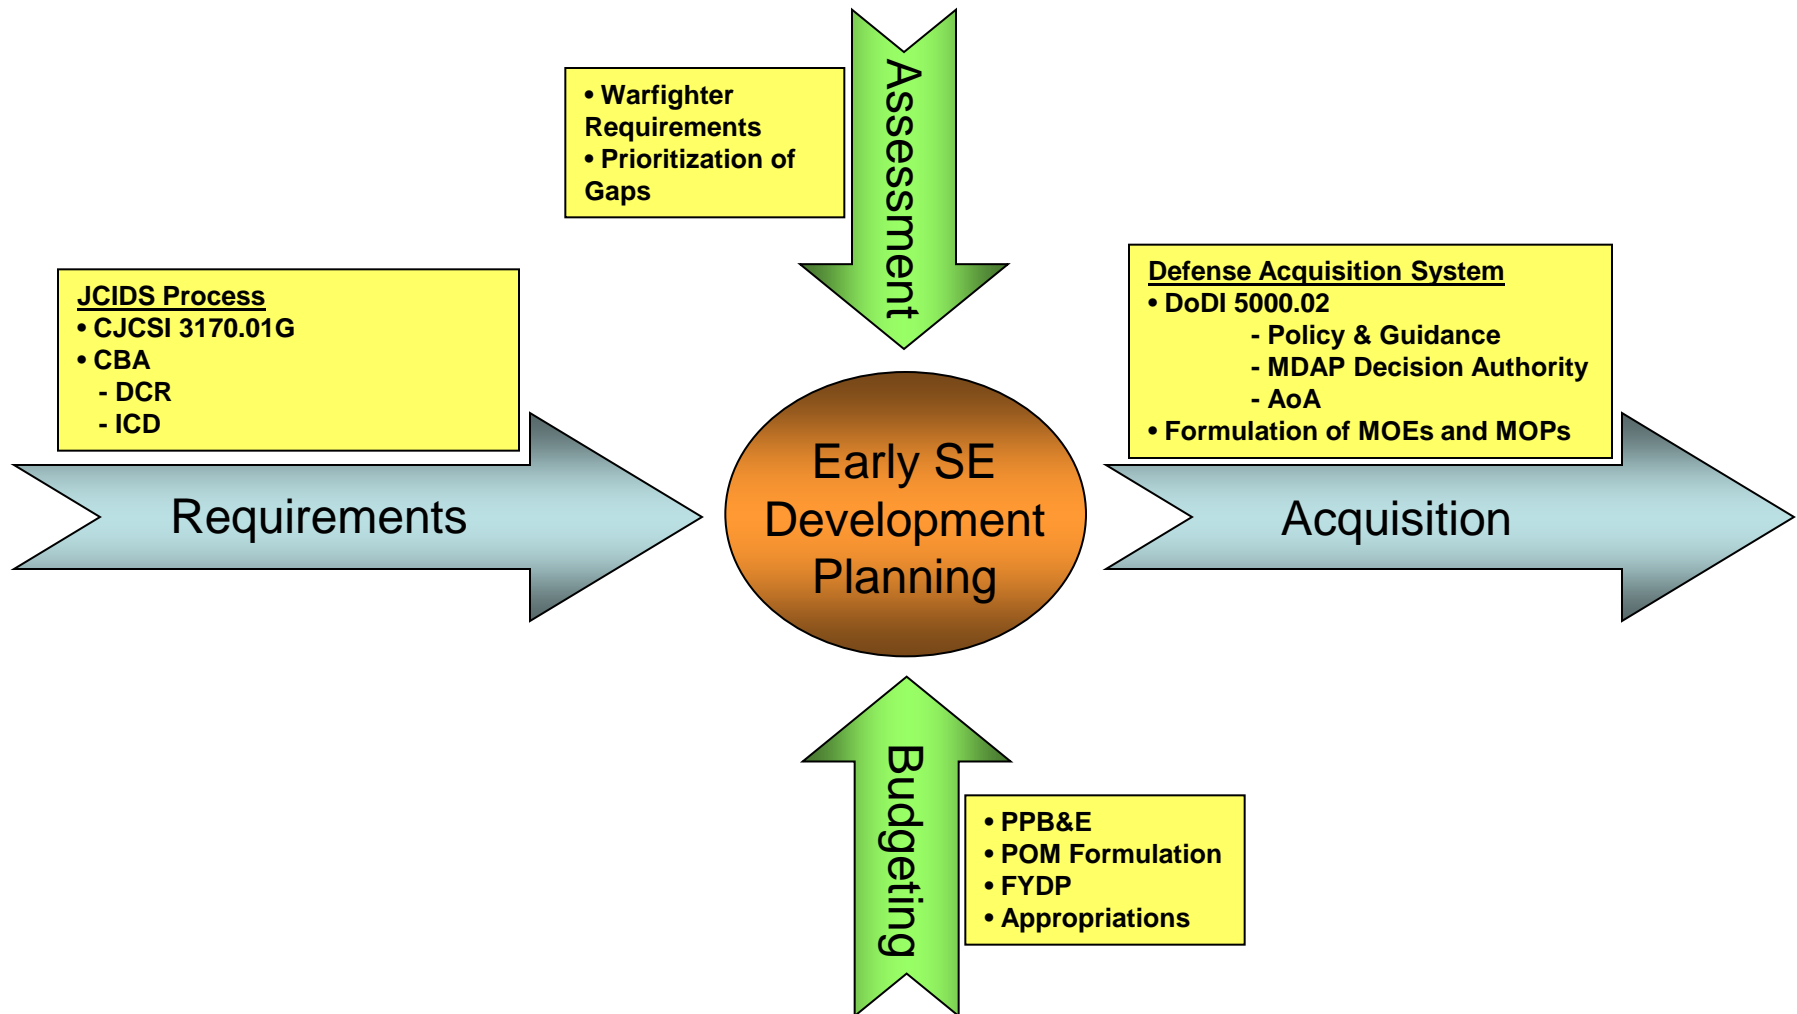 Assessment
• Warfighter
Requirements
• Prioritization of
Gaps
JCIDS Process
• CJCSI 3170.01G
• CBA
- DCR
- ICD
Requirements
Early SE
Development
Planning
Defense Acquisition System
• DoDI 5000.02
- Policy & Guidance
- MDAP Decision Authority
- AoA
• Formulation of MOEs and MOPs
Acquisition
Budgeting
• PPB&E
• POM Formulation
• FYDP
• Appropriations